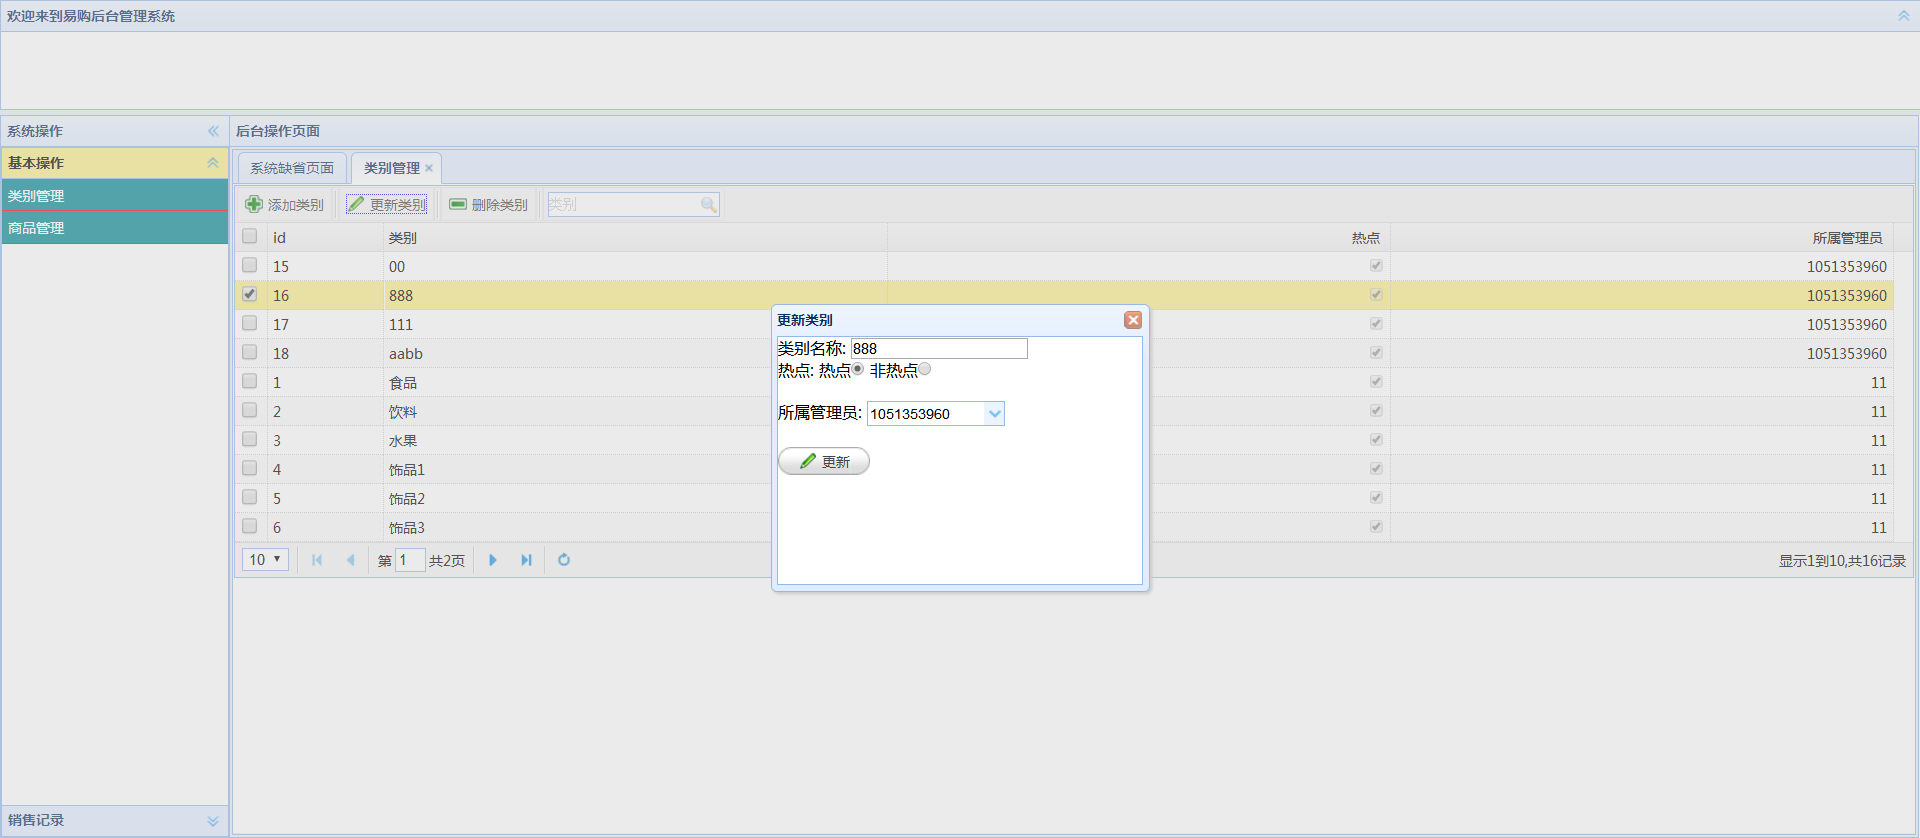 欢迎来到易购后台管理系统
系统操作
后台操作页面
基本操作
类别管理
商品管理
销售记录
系统缺省页面 类别管理
添加类别 更新类别 删除类别 类别
id 类别 热点 所属管理员
15 00 1051353960
16 888 1051353960
17 111 1051353960
18 aabb 1051353960
1 食品 11
2 饮料 11
3 水果 11
4 饰品1 11
5 饰品2 11
6 饰品3 11
10 第 1 共2页 显示1到10,共16记录
更新类别
类别名称: 888
热点: 热点 非热点
所属管理员: 1051353960
更新